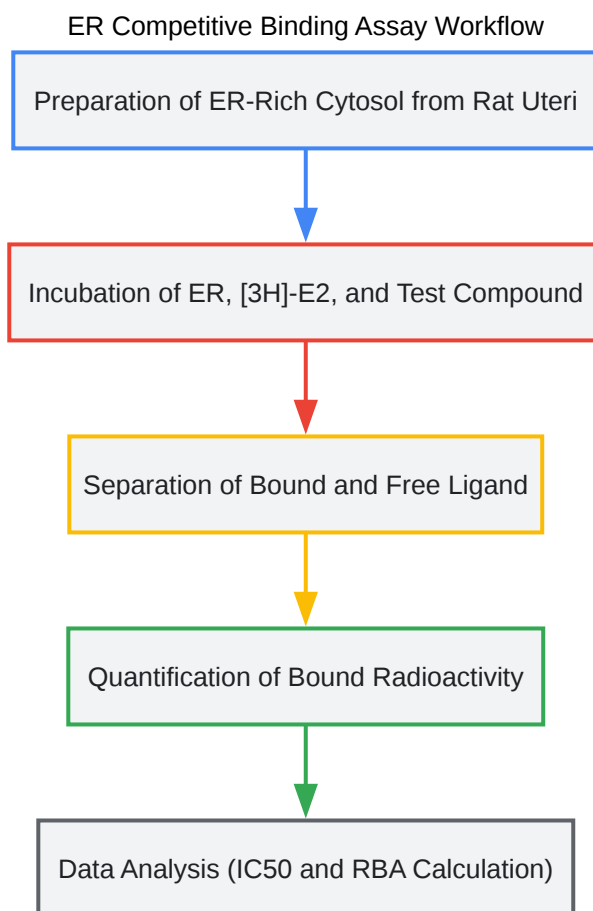 ER Competitive Binding Assay Workflow
Preparation of ER-Rich Cytosol from Rat Uteri
Incubation of ER, [3H]-E2, and Test Compound
Separation of Bound and Free Ligand
Quantification of Bound Radioactivity
Data Analysis (IC50 and RBA Calculation)